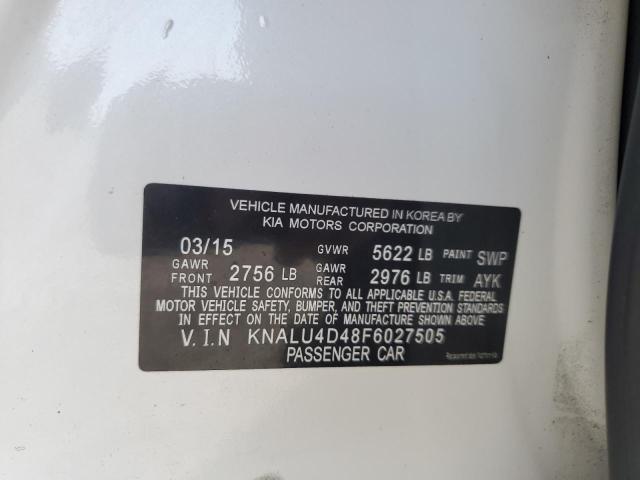 VEHICLE MANUFACTURED IN KOREA BY
KIA MOTORS CORPORATION
03/15 GVWR 5622 LB PAINT SWP
GAWR FRONT 2756 LB GAWR REAR 2976 LB TRIM AYK
THIS VEHICLE CONFORMS TO ALL APPLICABLE U.S.A. FEDERAL
MOTOR VEHICLE SAFETY, BUMPER, AND THEFT PREVENTION STANDARDS
IN EFFECT ON THE DATE OF MANUFACTURE SHOWN ABOVE
V.I.N KNALU4D48F6027505
PASSENGER CAR